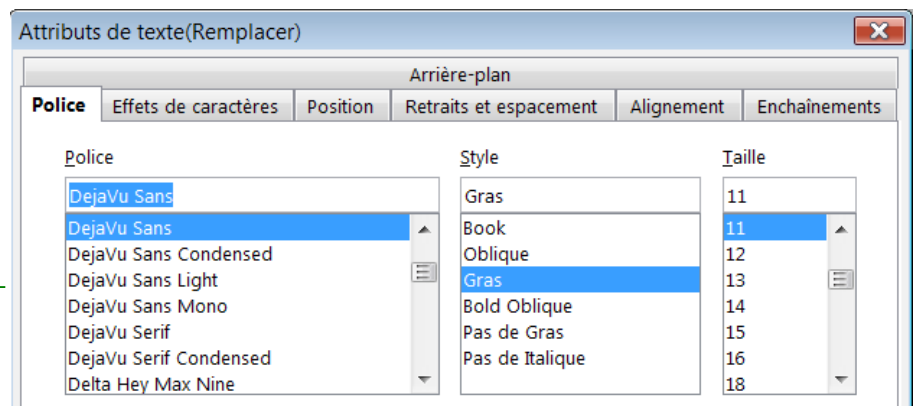 Attributs de texte(Remplacer)
Arrière-plan
Police Effets de caractères Position Retraits et espacement Alignement Enchaînements
Police Style Taille
DejaVu Sans Gras 11
DejaVu Sans Book 11
DejaVu Sans Condensed Oblique 12
DejaVu Sans Light Gras 13
DejaVu Sans Mono Bold Oblique 14
DejaVu Serif Pas de Gras 15
DejaVu Serif Condensed Pas de Italique 16
Delta Hey Max Nine 18